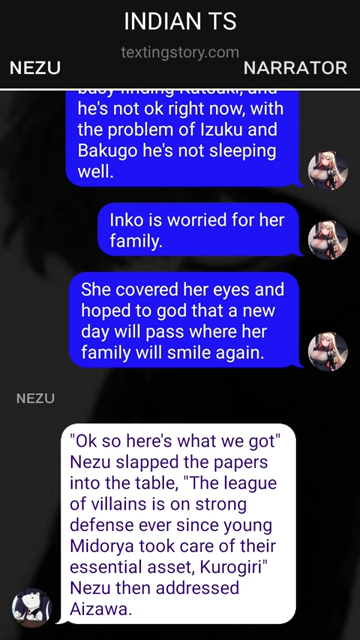 INDIAN TS
textingstory.com
NEZU
NARRATOR
busy finding Katsuki, and
he's not ok right now, with
the problem of Izuku and
Bakugo he's not sleeping
well.
Inko is worried for her
family.
She covered her eyes and
hoped to god that a new
day will pass where her
family will smile again.
NEZU
"Ok so here's what we got"
Nezu slapped the papers
into the table, "The league
of villains is on strong
defense ever since young
Midorya took care of their
essential asset, Kurogiri"
Nezu then addressed
Aizawa.